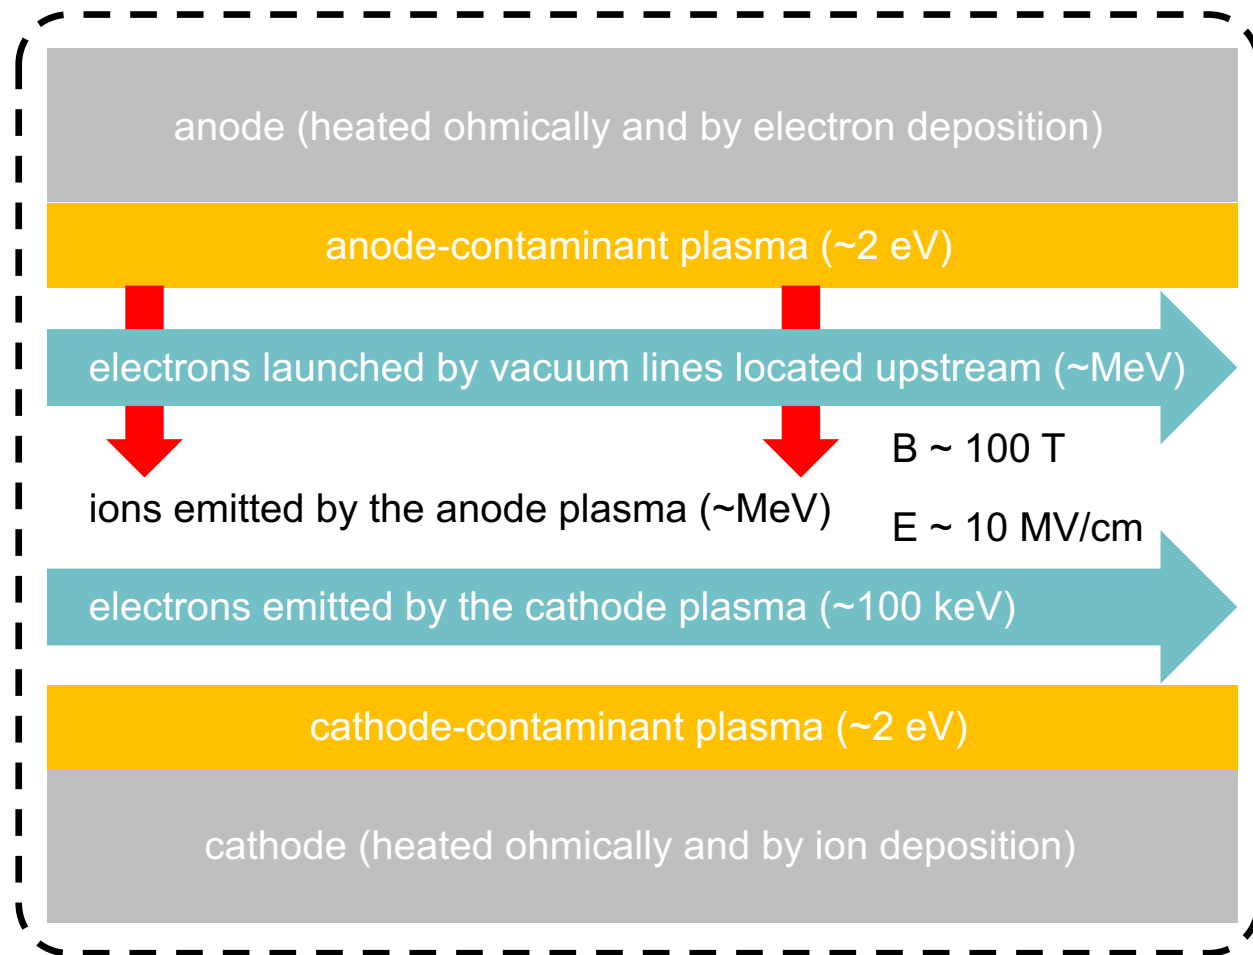 anode (heated ohmically and by electron deposition)
anode-contaminant plasma (~2 eV)
electrons launched by vacuum lines located upstream (~MeV)
B ~ 100 T
ions emitted by the anode plasma (~MeV)
E ~ 10 MV/cm
electrons emitted by the cathode plasma (~100 keV)
cathode-contaminant plasma (~2 eV)
cathode (heated ohmically and by ion deposition)